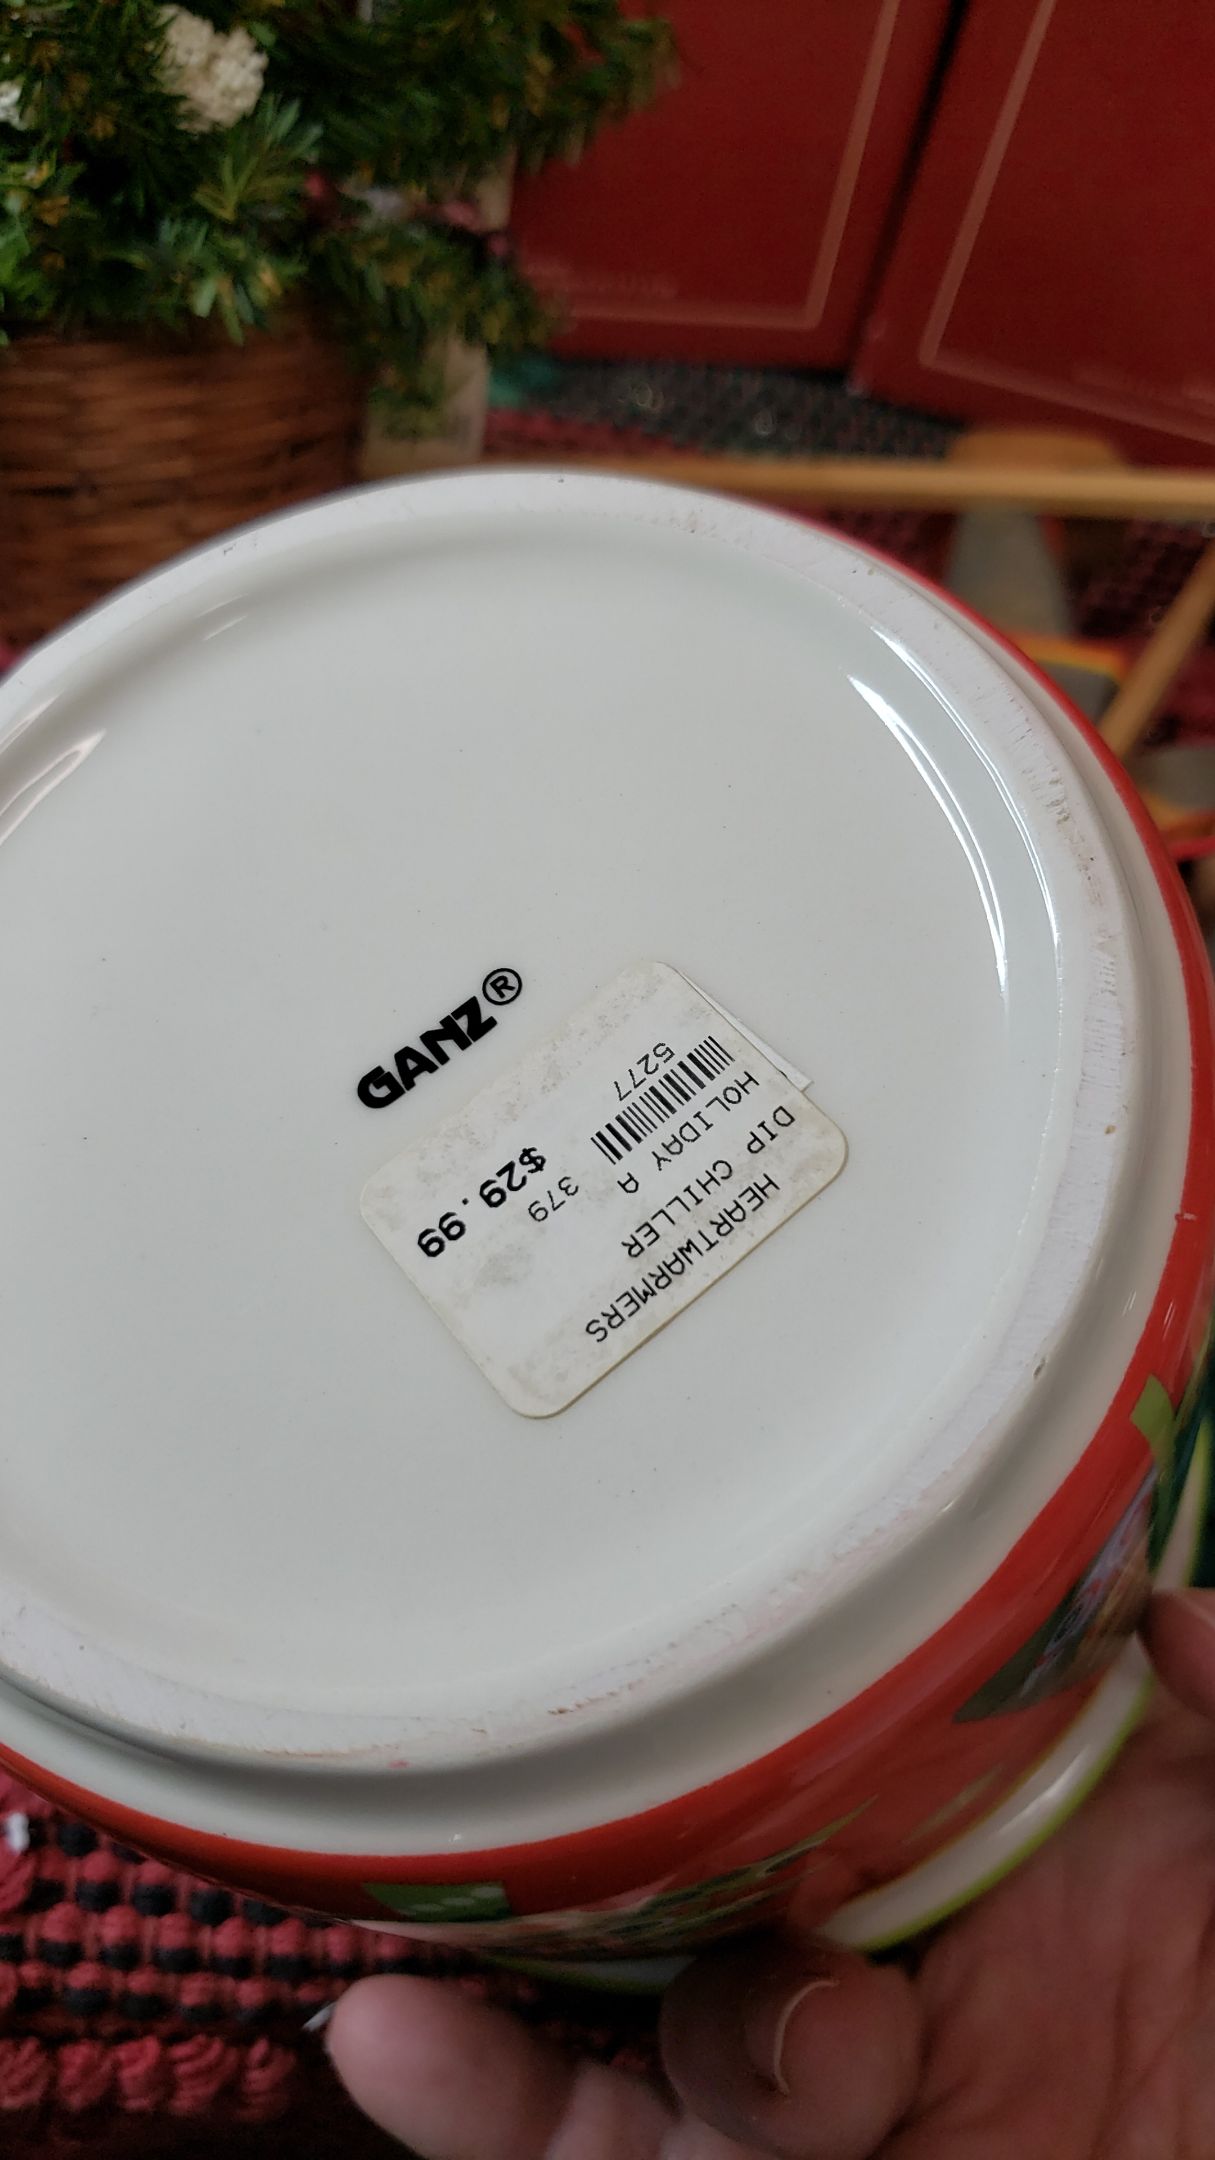 GANZ®
HEARTWARMERS
DIP CHILLER
HOLIDAY A 379
5277
$29.99